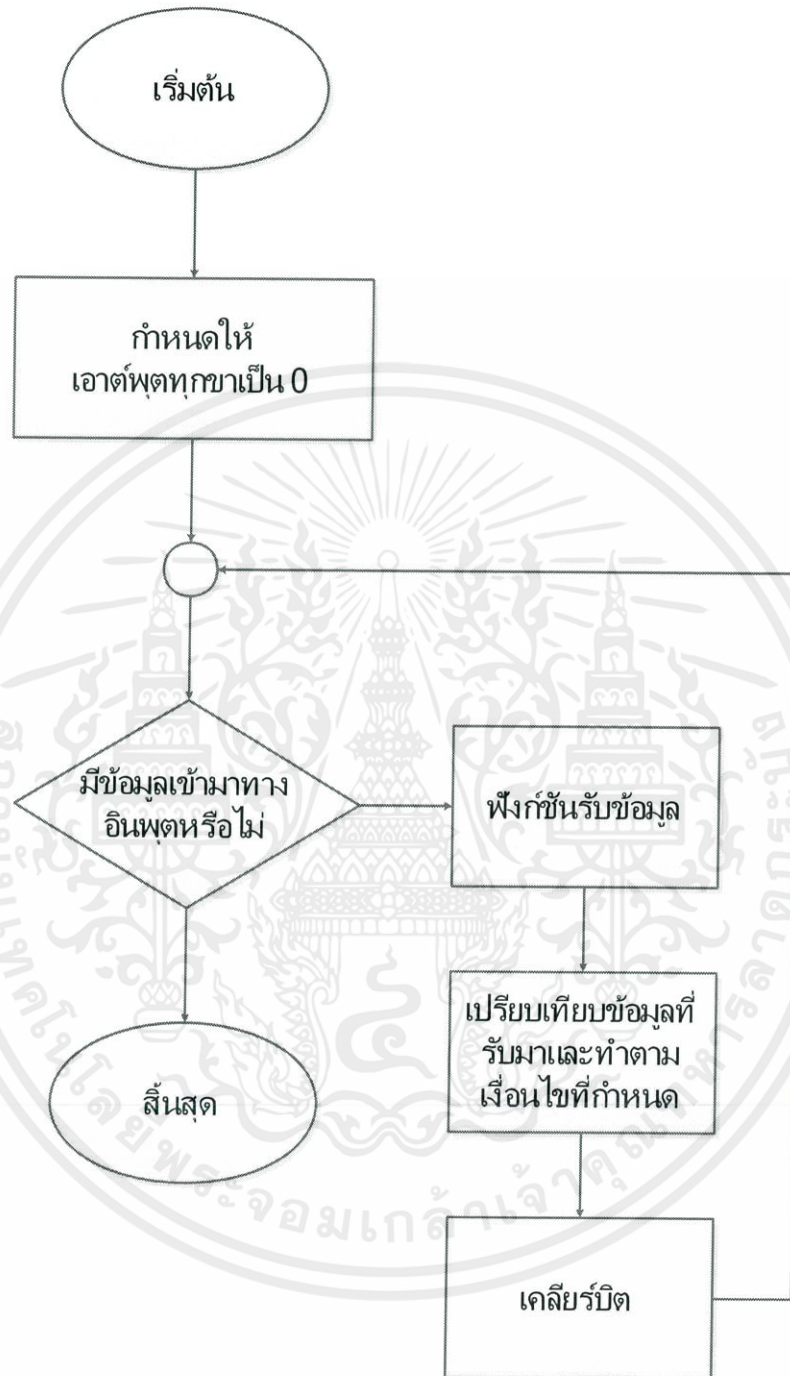 เริ่มต้น
กำหนดให้
เอาต์พุตทุกขาเป็น 0
มีข้อมูลเข้ามาทาง
อินพุตหรือไม่
ฟังก์ชันรับข้อมูล
เปรียบเทียบข้อมูลที่
รับมาและทำตาม
เงื่อนไขที่กำหนด
สิ้นสุด
เคลียร์บิต